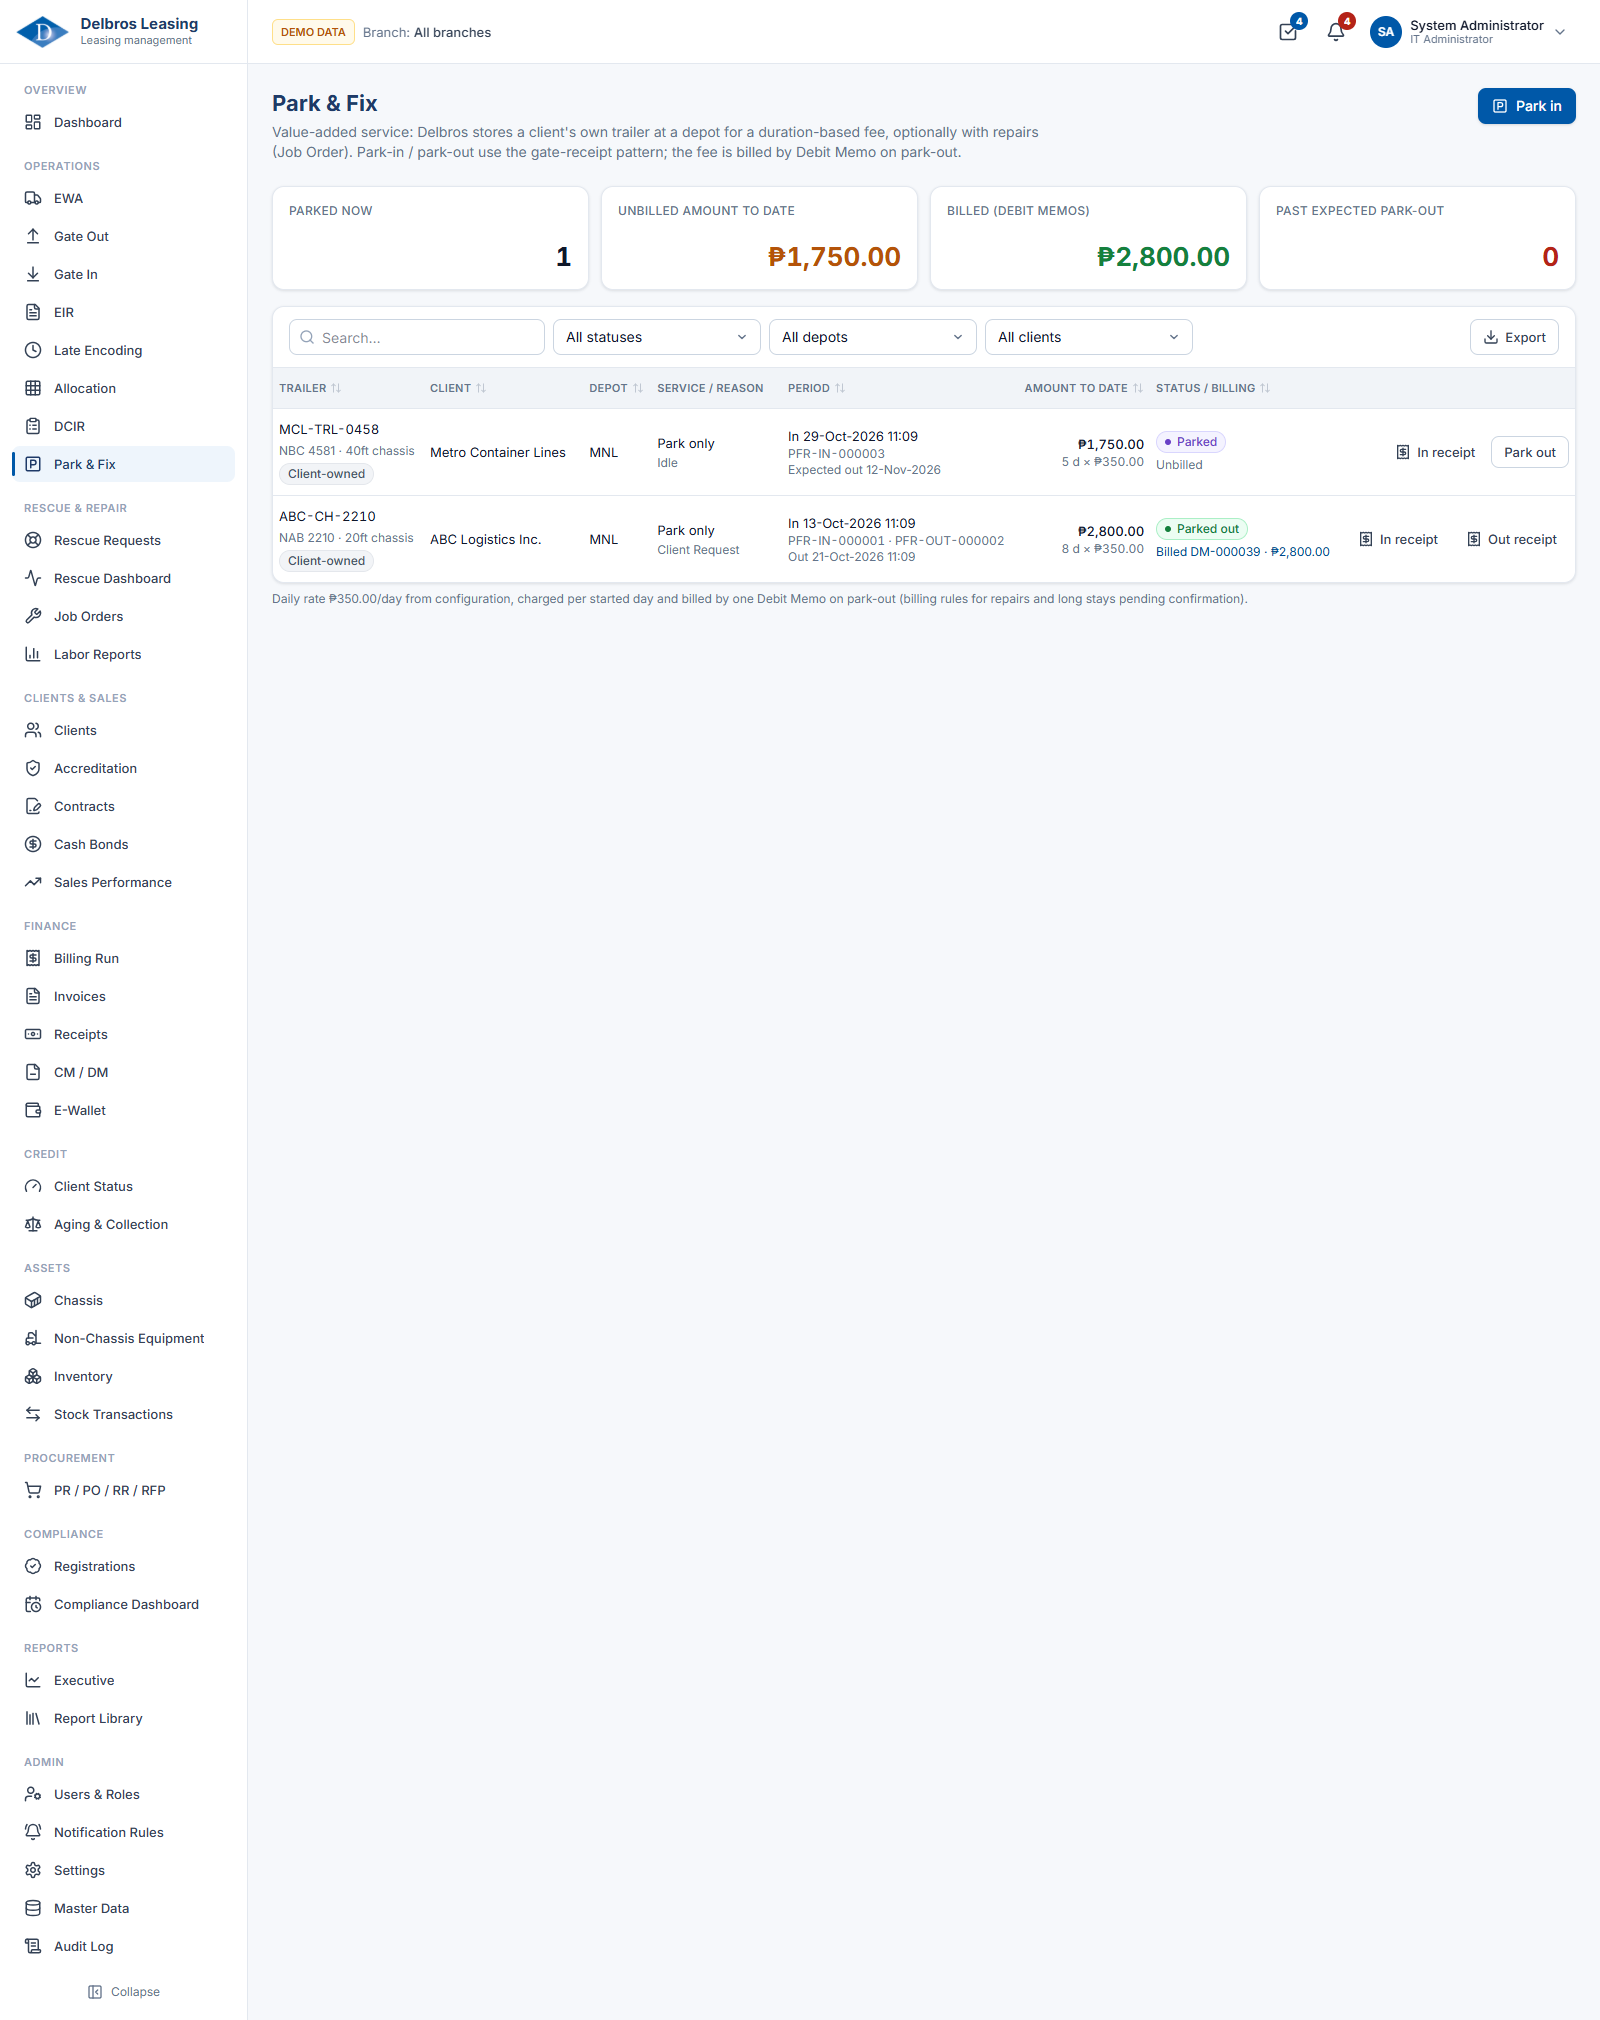 Delbros Leasing
Leasing management
DEMO DATA
Branch: All branches
4
4
SA
System Administrator
IT Administrator
OVERVIEW
Dashboard
OPERATIONS
EWA
Gate Out
Gate In
EIR
Late Encoding
Allocation
DCIR
Park & Fix
RESCUE & REPAIR
Rescue Requests
Rescue Dashboard
Job Orders
Labor Reports
CLIENTS & SALES
Clients
Accreditation
Contracts
Cash Bonds
Sales Performance
FINANCE
Billing Run
Invoices
Receipts
CM / DM
E-Wallet
CREDIT
Client Status
Aging & Collection
ASSETS
Chassis
Non-Chassis Equipment
Inventory
Stock Transactions
PROCUREMENT
PR / PO / RR / RFP
COMPLIANCE
Registrations
Compliance Dashboard
REPORTS
Executive
Report Library
ADMIN
Users & Roles
Notification Rules
Settings
Master Data
Audit Log
Collapse
Park & Fix
Value-added service: Delbros stores a client's own trailer at a depot for a duration-based fee, optionally with repairs
(Job Order). Park-in / park-out use the gate-receipt pattern; the fee is billed by Debit Memo on park-out.
Park in
PARKED NOW
1
UNBILLED AMOUNT TO DATE
₱1,750.00
BILLED (DEBIT MEMOS)
₱2,800.00
PAST EXPECTED PARK-OUT
0
Search...
All statuses
All depots
All clients
Export
TRAILER CLIENT DEPOT SERVICE / REASON PERIOD AMOUNT TO DATE STATUS / BILLING
MCL-TRL-0458
NBC 4581 · 40ft chassis
Client-owned
Metro Container Lines
MNL
Park only
Idle
In 29-Oct-2026 11:09
PFR-IN-000003
Expected out 12-Nov-2026
₱1,750.00
5 d × ₱350.00
Parked
Unbilled
In receipt
Park out
ABC-CH-2210
NAB 2210 · 20ft chassis
Client-owned
ABC Logistics Inc.
MNL
Park only
Client Request
In 13-Oct-2026 11:09
PFR-IN-000001 · PFR-OUT-000002
Out 21-Oct-2026 11:09
₱2,800.00
8 d × ₱350.00
Parked out
Billed DM-000039 · ₱2,800.00
In receipt
Out receipt
Daily rate ₱350.00/day from configuration, charged per started day and billed by one Debit Memo on park-out (billing rules for repairs and long stays pending confirmation).